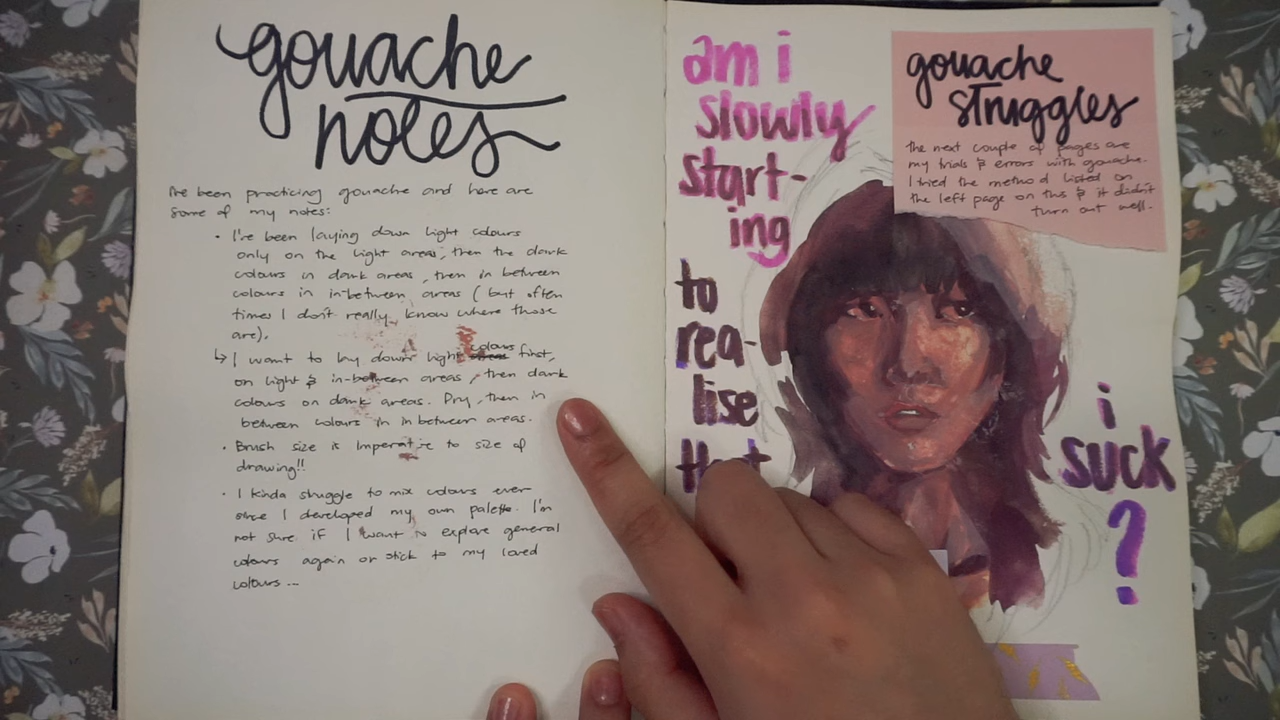 gouache
notes
I've been practicing gouache and here are
some of my notes:
• I've been laying down light colours
only on the light areas, then the dark
colours in dark areas, then in between
colours in in-between areas (but often
times I don't really know where those
are).
↳ I want to lay down light colours first,
on light & in-between areas, then dark
colours on dark areas. Dry, then in
between colours in in between areas.
• Brush size is imperative to size of
drawing!!
• I kinda struggle to mix colours ever
since I developed my own palette. I'm
not sure if I want to explore general
colours again or stick to my loved
colours ...
am i
slowly
start-
ing
to
rea-
lise
that
i
suck
?
gouache
struggles
the next couple of pages are
my trials & errors with gouache.
I tried the method listed on
the left page on this & it didn't
turn out well.